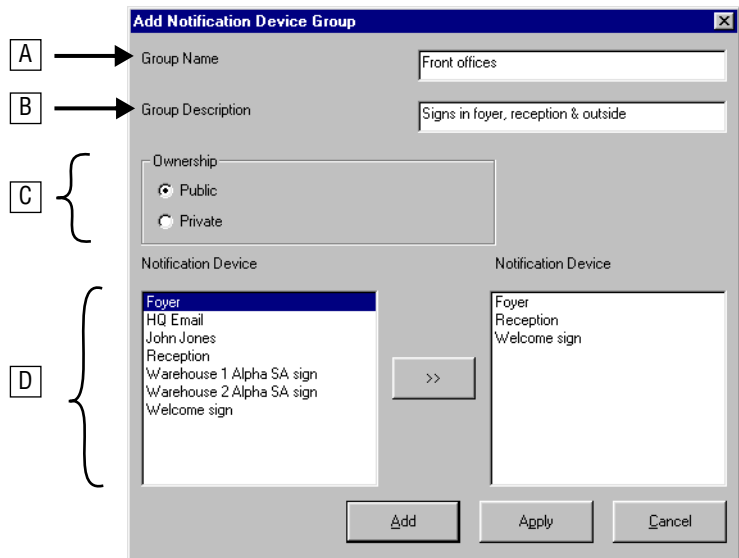 Add Notification Device Group
A
Group Name
Front offices
B
Group Description
Signs in foyer, reception & outside
C
Ownership
Public
Private
D
Notification Device
Foyer
HQ Email
John Jones
Reception
Warehouse 1 Alpha SA sign
Warehouse 2 Alpha SA sign
Welcome sign
>>
Notification Device
Foyer
Reception
Welcome sign
Add
Apply
Cancel